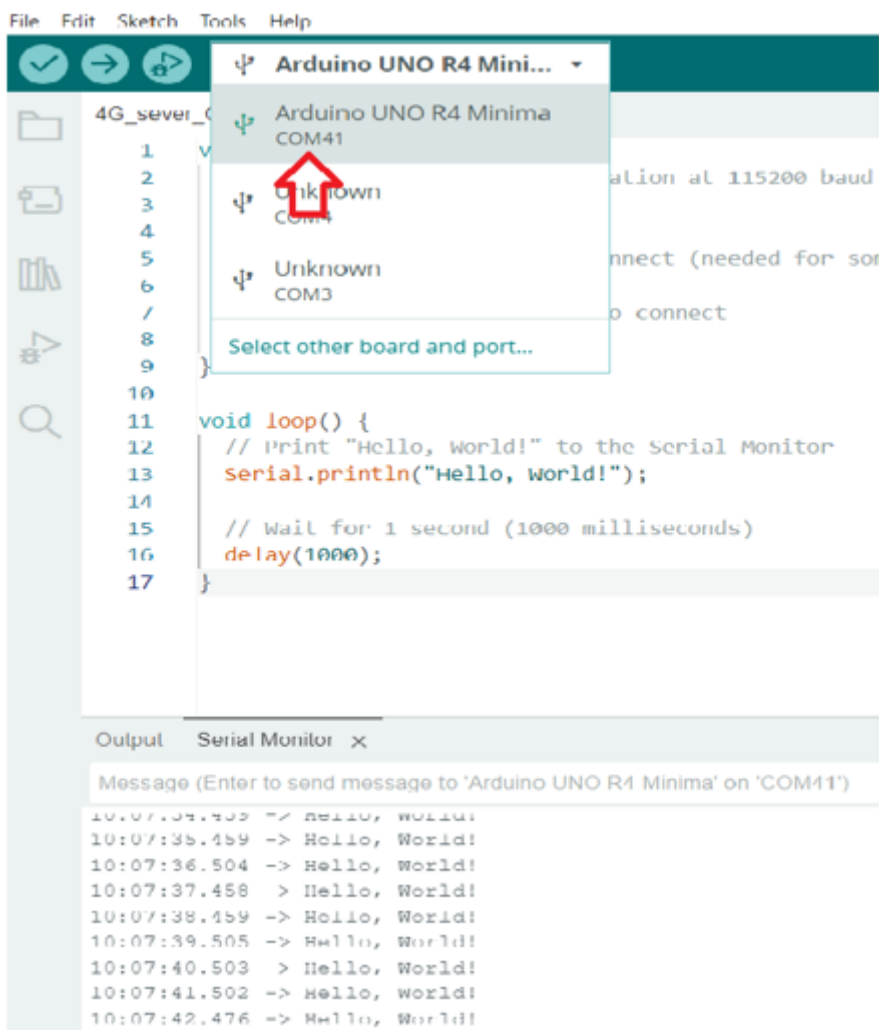 File Edit Sketch Tools Help
Arduino UNO R4 Mini...
4G_sever_
Arduino UNO R4 Minima
COM41
1 v
2 ation at 115200 baud
3 Unknown
COM4
4
5 nnect (needed for
6 Unknown
COM3
7 o connect
8 Select other board and port...
9 }
10
11 void loop() {
12 // Print "Hello, World!" to the Serial Monitor
13 Serial.println("Hello, World!");
14
15 // Wait for 1 second (1000 milliseconds)
16 delay(1000);
17 }
Output Serial Monitor ×
Message (Enter to send message to 'Arduino UNO R4 Minima' on 'COM41')
10:07:34.459 -> Hello, World!
10:07:35.459 -> Hello, World!
10:07:36.504 -> Hello, World!
10:07:37.458 > Hello, World!
10:07:38.459 -> Hello, World!
10:07:39.505 -> Hello, World!
10:07:40.503 > Hello, World!
10:07:41.502 -> Hello, World!
10:07:42.476 -> Hello, World!